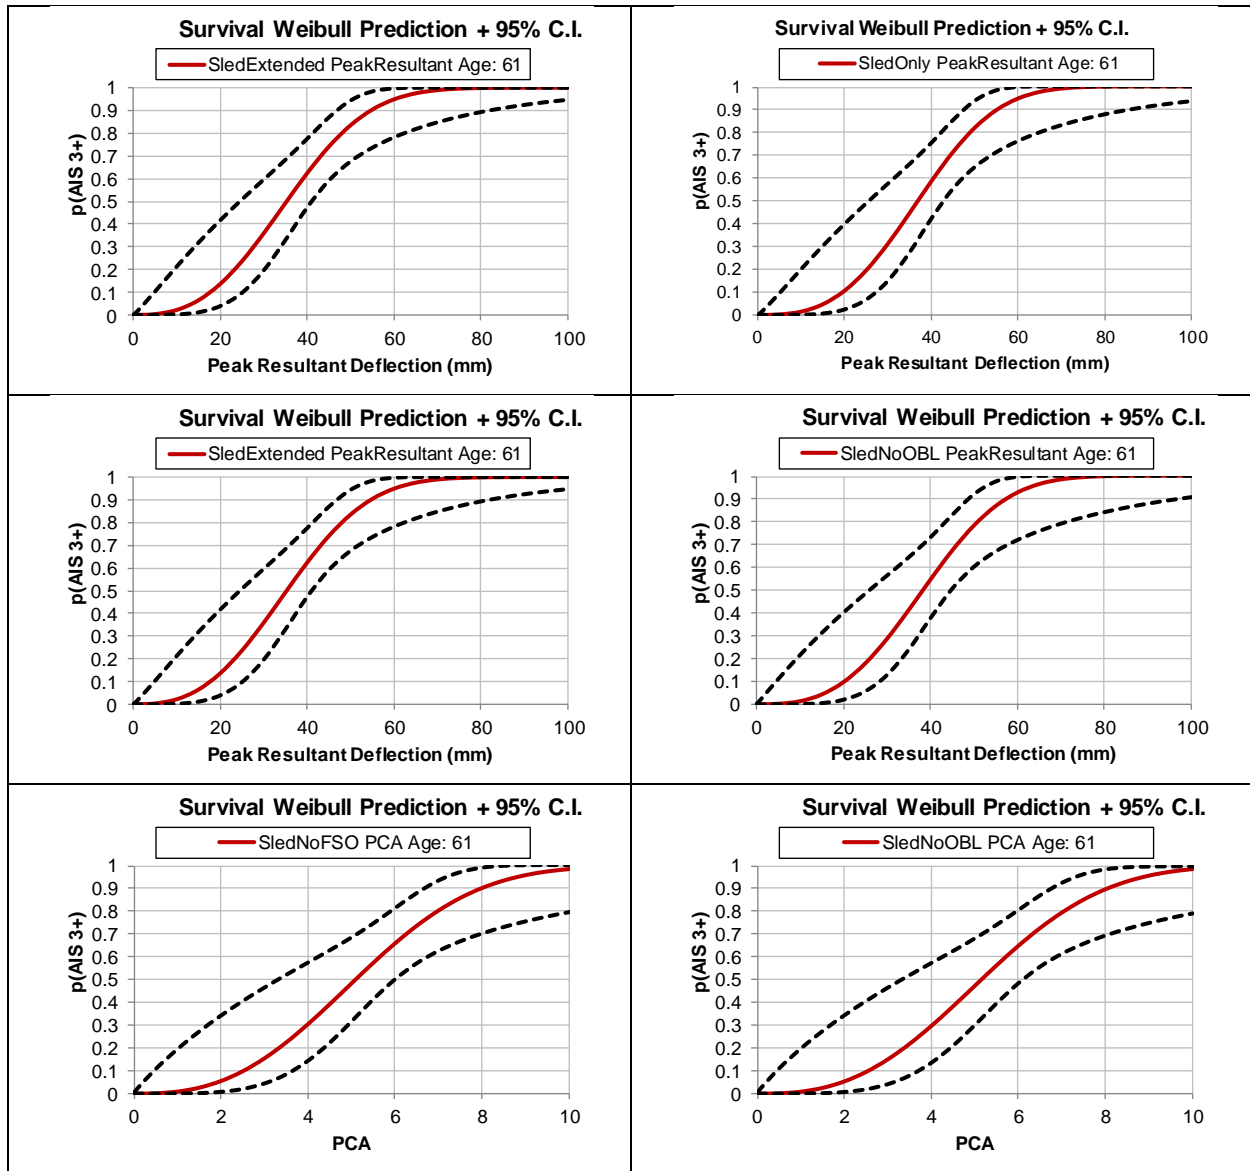 Survival Weibull Prediction + 95% C.I.
SledExtended PeakResultant Age: 61
1
0.9
0.8
0.7
0.6
0.5
0.4
0.3
0.2
0.1
0
p(AIS 3+)
0 20 40 60 80 100
Peak Resultant Deflection (mm)
Survival Weibull Prediction + 95% C.I.
SledOnly PeakResultant Age: 61
1
0.9
0.8
0.7
0.6
0.5
0.4
0.3
0.2
0.1
0
p(AIS 3+)
0 20 40 60 80 100
Peak Resultant Deflection (mm)
Survival Weibull Prediction + 95% C.I.
SledExtended PeakResultant Age: 61
1
0.9
0.8
0.7
0.6
0.5
0.4
0.3
0.2
0.1
0
p(AIS 3+)
0 20 40 60 80 100
Peak Resultant Deflection (mm)
Survival Weibull Prediction + 95% C.I.
SledNoOBL PeakResultant Age: 61
1
0.9
0.8
0.7
0.6
0.5
0.4
0.3
0.2
0.1
0
p(AIS 3+)
0 20 40 60 80 100
Peak Resultant Deflection (mm)
Survival Weibull Prediction + 95% C.I.
SledNoFSO PCA Age: 61
1
0.9
0.8
0.7
0.6
0.5
0.4
0.3
0.2
0.1
0
p(AIS 3+)
0 2 4 6 8 10
PCA
Survival Weibull Prediction + 95% C.I.
SledNoOBL PCA Age: 61
1
0.9
0.8
0.7
0.6
0.5
0.4
0.3
0.2
0.1
0
p(AIS 3+)
0 2 4 6 8 10
PCA